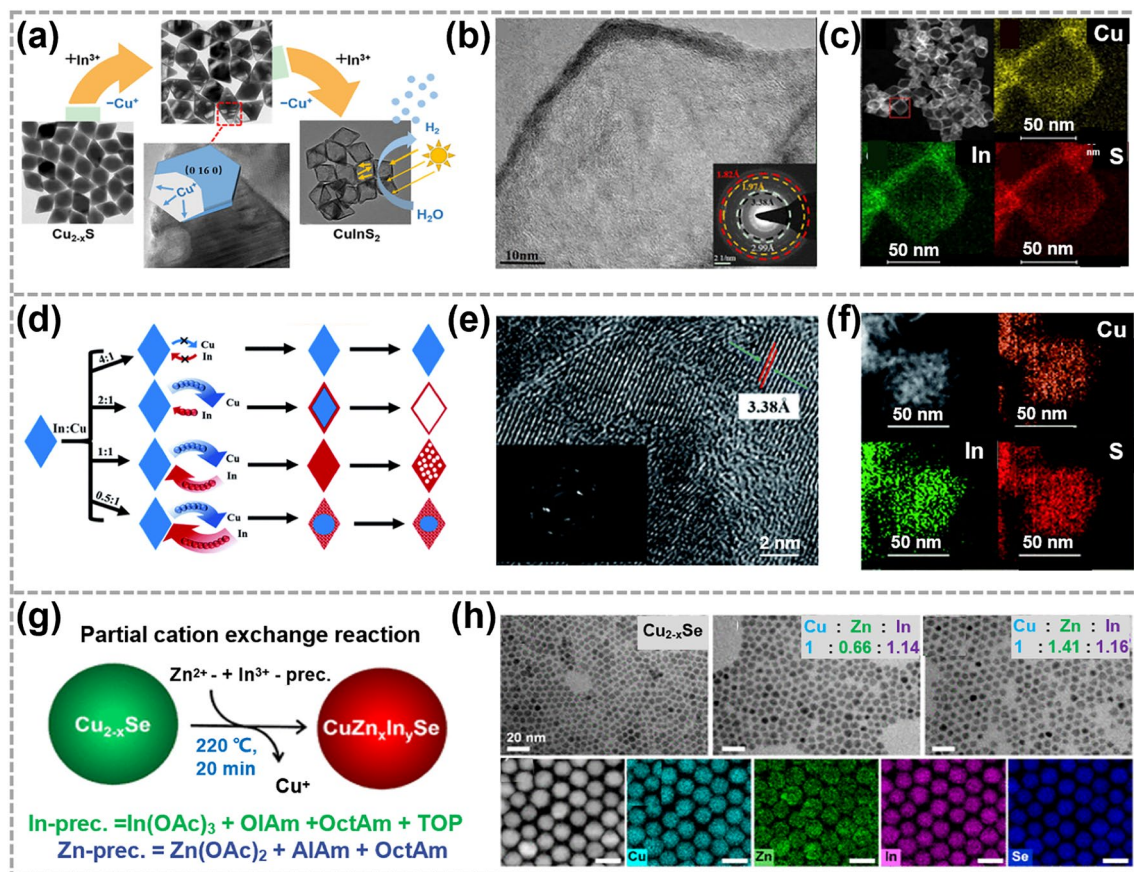 (a)
+In³⁺
−Cu⁺
+In³⁺
−Cu⁺
(0 16 0)
Cu⁺
Cu₂₋ₓS
CuInS₂
H₂
H₂O
(b)
10nm
1.82Å
1.97Å
3.38Å
2.99Å
2 1/nm
(c)
Cu
50 nm
nm
In
50 nm
S
50 nm
(d)
In:Cu
4:1
Cu
In
2:1
Cu
In
1:1
Cu
In
0.5:1
Cu
In
(e)
3.38Å
2 nm
(f)
50 nm
Cu
50 nm
In
50 nm
S
50 nm
(g)
Partial cation exchange reaction
Cu₂₋ₓSe
Zn²⁺ - + In³⁺ - prec.
220 ℃,
20 min
Cu⁺
CuZnₓInᵧSe
In-prec. =In(OAc)₃ + OlAm +OctAm + TOP
Zn-prec. = Zn(OAc)₂ + AlAm + OctAm
(h)
Cu₂₋ₓSe
20 nm
Cu : Zn : In
1 : 0.66 : 1.14
Cu : Zn : In
1 : 1.41 : 1.16
Cu
Zn
In
Se